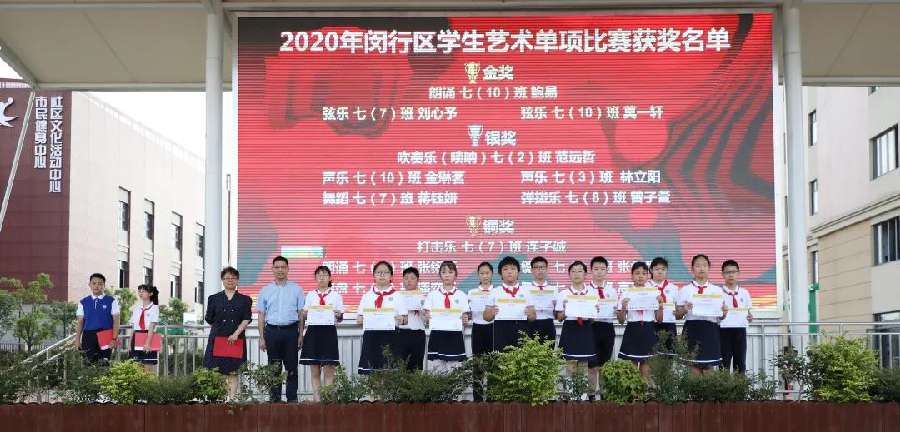 2020年闵行区学生艺术单项比赛获奖名单
金奖
朗诵 七（10）班 鲍易
弦乐 七（7）班 刘心予 弦乐 七（10）班 莫一轩
银奖
吹奏乐（唢呐）七（2）班 范远哲
声乐 七（10）班 金琳茗 声乐 七（3）班 林立阳
舞蹈 七（7）班 蒋钰妍 弹拨乐 七（8）班 曹子萱
铜奖
打击乐 七（7）班 连子城
社区文化活动中心
市民健身中心